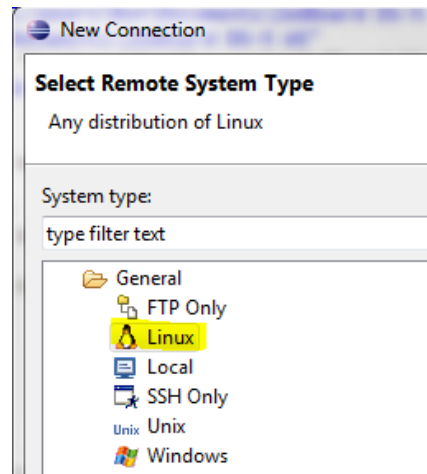 New Connection
Select Remote System Type
Any distribution of Linux
System type:
type filter text
General
FTP Only
Linux
Local
SSH Only
Unix Unix
Windows